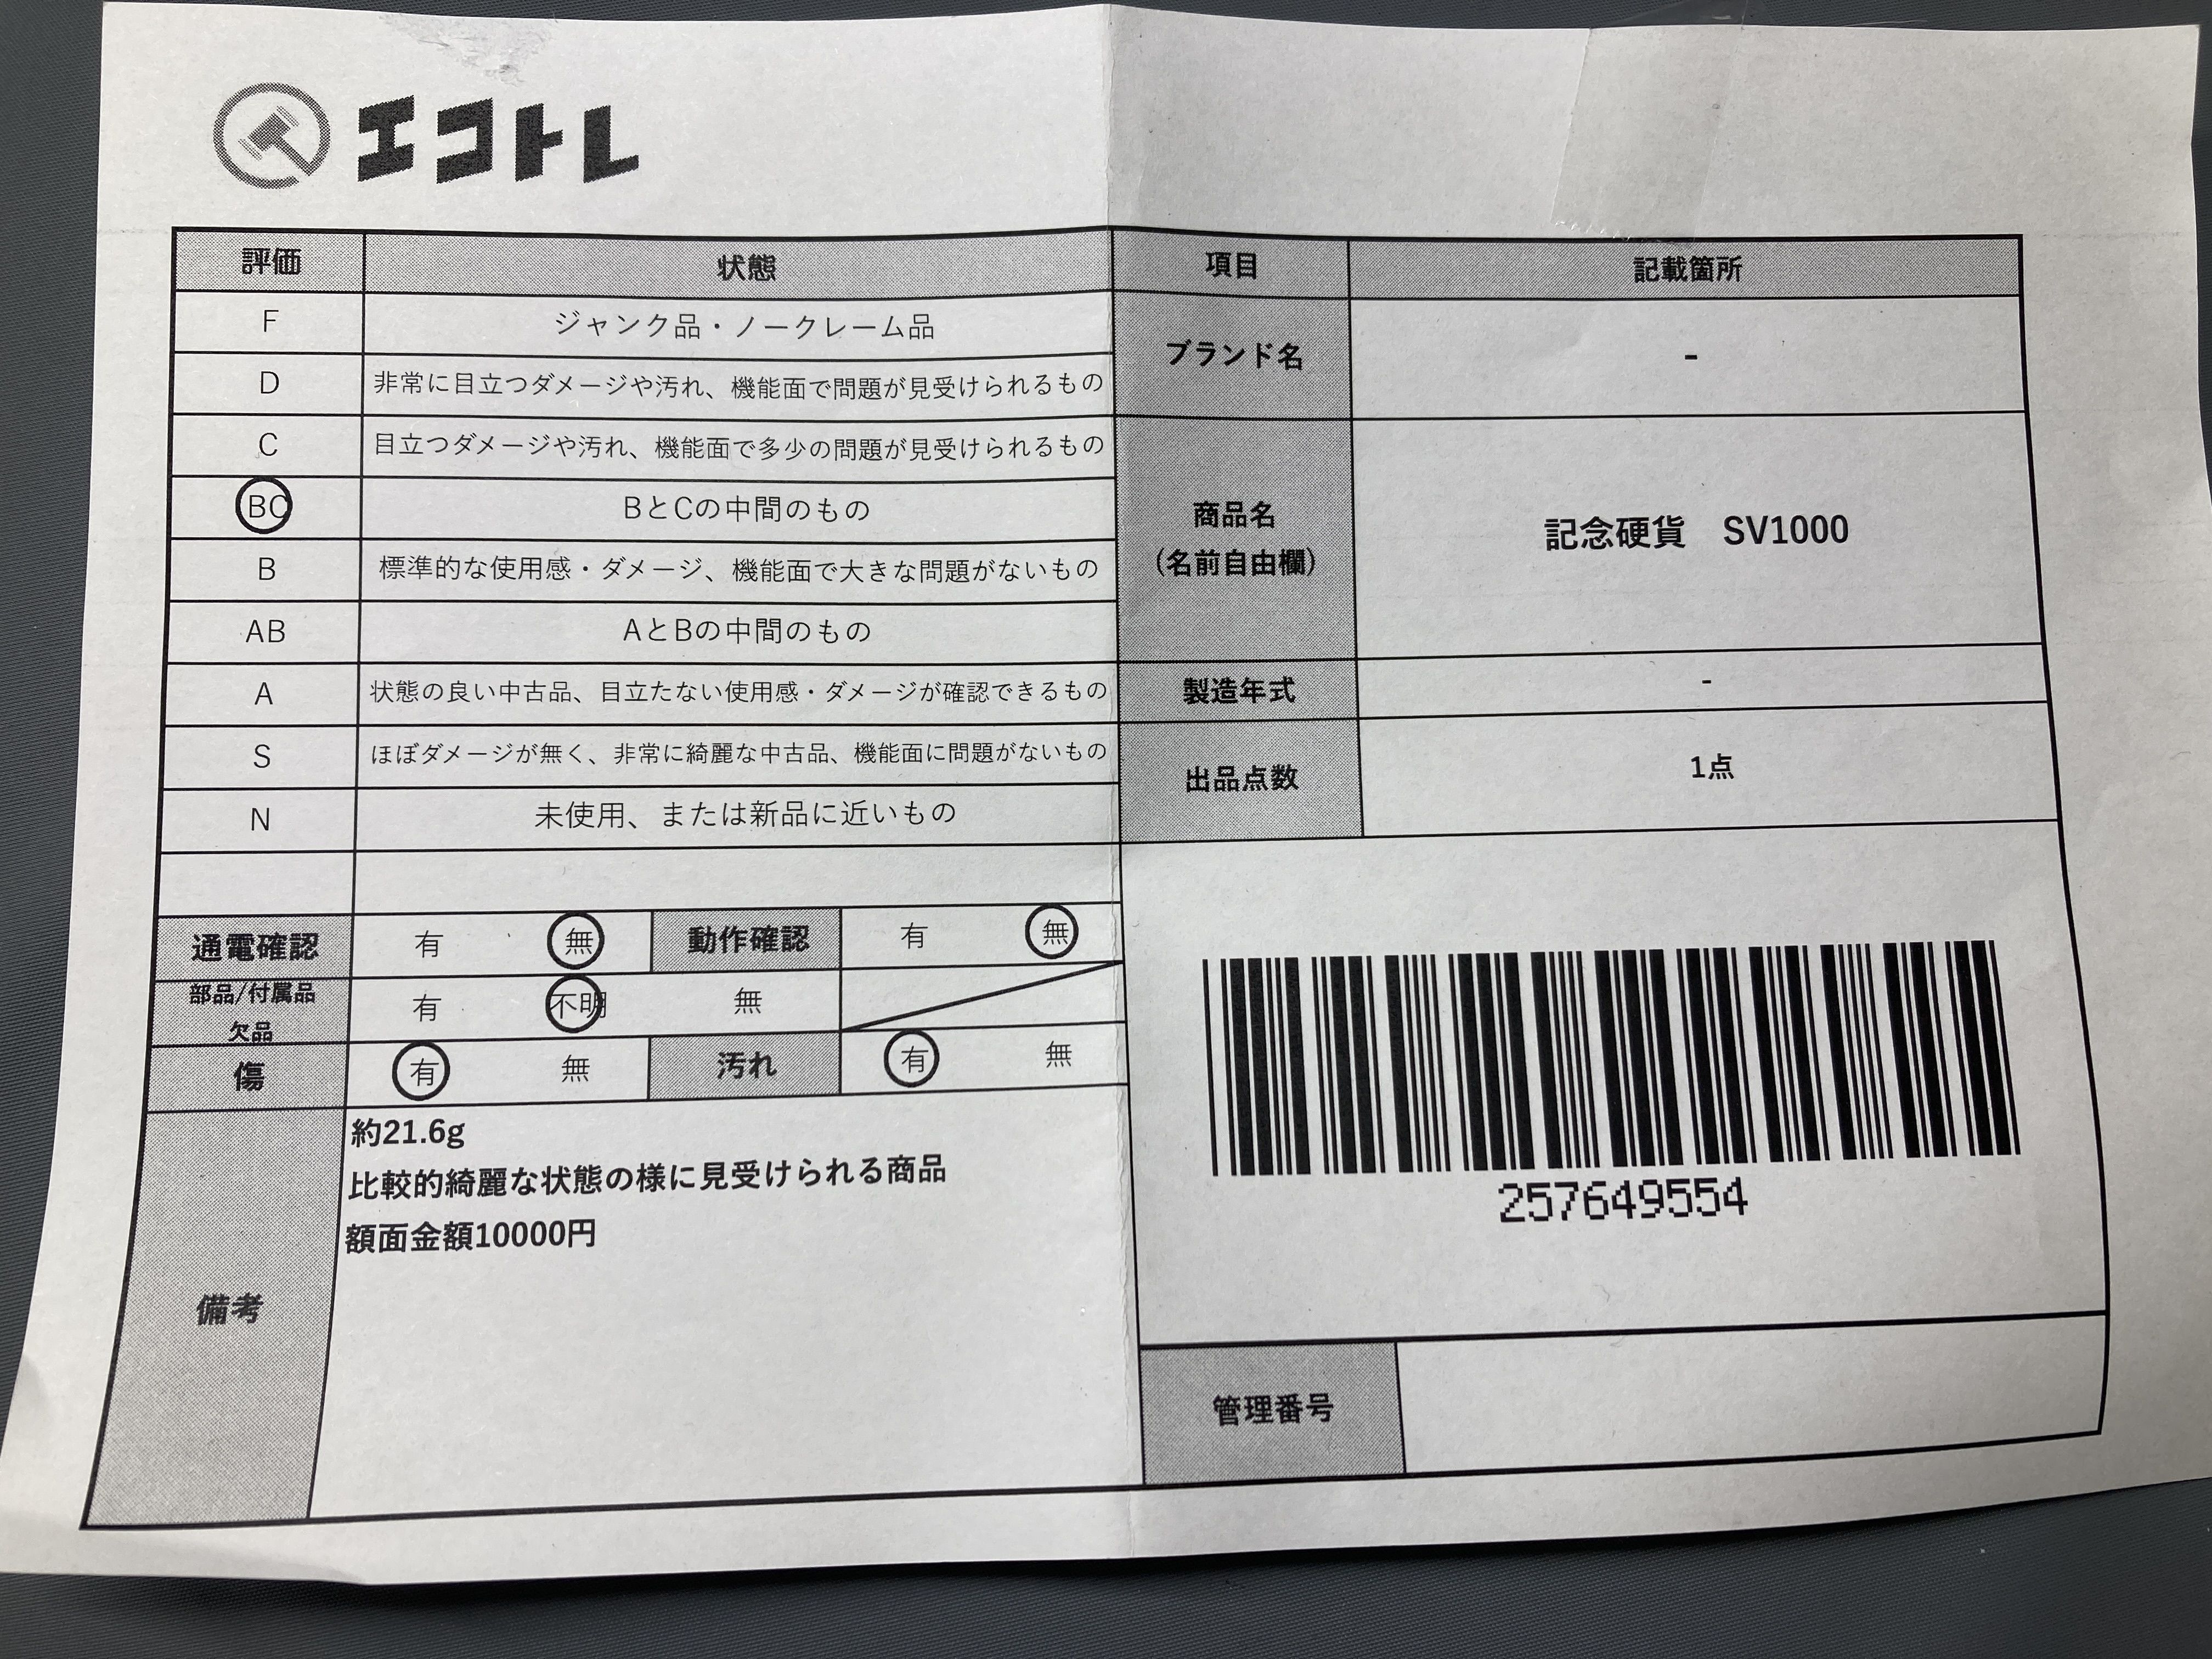 エコトレ
評価 状態
F ジャンク品・ノークレーム品
D 非常に目立つダメージや汚れ、機能面で問題が見受けられるもの
C 目立つダメージや汚れ、機能面で多少の問題が見受けられるもの
BC BとCの中間のもの
B 標準的な使用感・ダメージ、機能面で大きな問題がないもの
AB AとBの中間のもの
A 状態の良い中古品、目立たない使用感・ダメージが確認できるもの
S ほぼダメージが無く、非常に綺麗な中古品、機能面に問題がないもの
N 未使用、または新品に近いもの
通電確認 有 無 動作確認 有 無
部品/付属品
欠品 有 不明 無
傷 有 無 汚れ 有 無
備考
約21.6g
比較的綺麗な状態の様に見受けられる商品
額面金額10000円
項目 記載箇所
ブランド名 -
商品名
(名前自由欄)
記念硬貨 SV1000
製造年式 -
出品点数 1点
257649554
管理番号